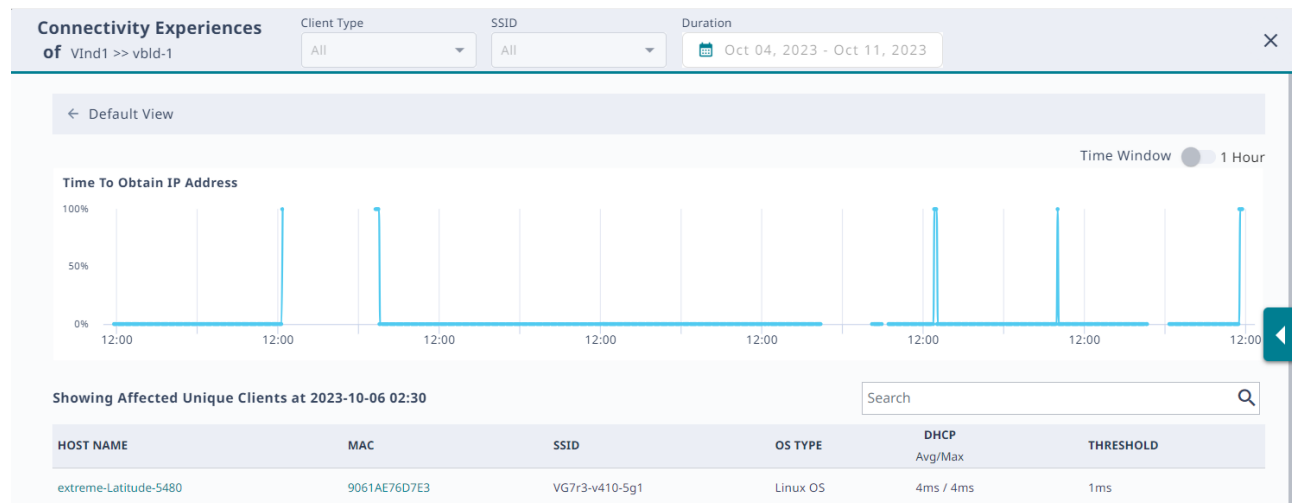 Connectivity Experiences
of VInd1 >> vbld-1
Client Type
All
SSID
All
Duration
Oct 04, 2023 - Oct 11, 2023
Default View
Time Window 1 Hour
Time To Obtain IP Address
100%
50%
0%
12:00 12:00 12:00 12:00 12:00 12:00 12:00 12:00
Showing Affected Unique Clients at 2023-10-06 02:30
Search
HOST NAME MAC SSID OS TYPE DHCP Avg/Max THRESHOLD
extreme-Latitude-5480 9061AE76D7E3 VG7r3-v410-5g1 Linux OS 4ms / 4ms 1ms